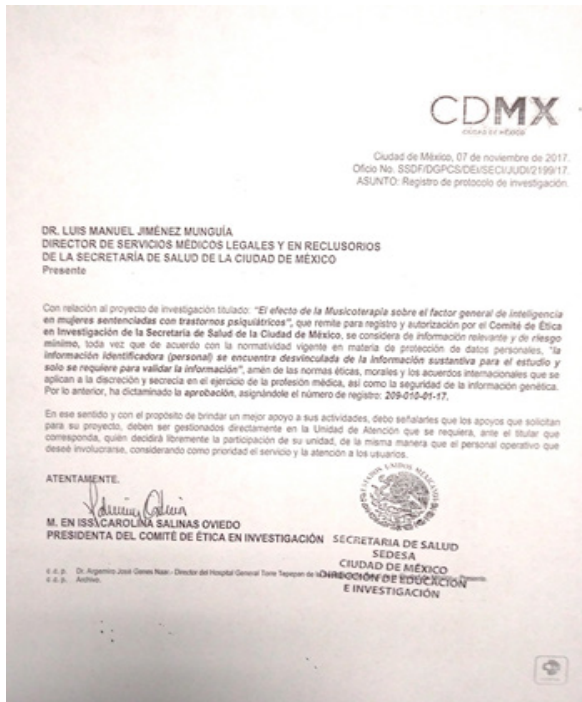 CDMX
CIUDAD DE MÉXICO
Ciudad de México, 07 de noviembre de 2017.
Oficio No. SSDF/DGPCS/DEI/SECI/JUDI/2199/17.
ASUNTO: Registro de protocolo de investigación.
DR. LUIS MANUEL JIMÉNEZ MUNGUÍA
DIRECTOR DE SERVICIOS MÉDICOS LEGALES Y EN RECLUSORIOS
DE LA SECRETARÍA DE SALUD DE LA CIUDAD DE MÉXICO
Presente
Con relación al proyecto de investigación titulado: "El efecto de la Musicoterapia sobre el factor general de inteligencia
en mujeres sentenciadas con trastornos psiquiátricos", que remite para registro y autorización por el Comité de Ética
en Investigación de la Secretaria de Salud de la Ciudad de México, se considera de información relevante y de riesgo
mínimo, toda vez que de acuerdo con la normatividad vigente en materia de protección de datos personales, "la
información identificadora (personal) se encuentra desvinculada de la información sustantiva para el estudio y
solo se requiere para validar la información", amén de las normas éticas, morales y los acuerdos internacionales que se
aplican a la discreción y secrecía en el ejercicio de la profesión médica, así como la seguridad de la información genética.
Por lo anterior, ha dictaminado la aprobación, asignándole el número de registro: 209-010-01-17.
En ese sentido y con el propósito de brindar un mejor apoyo a sus actividades, debo señalarles que los apoyos que solicitan
para su proyecto, deben ser gestionados directamente en la Unidad de Atención que se requiera, ante el titular que
corresponda, quién decidirá libremente la participación de su unidad, de la misma manera que el personal operativo que
deseé involucrarse, considerando como prioridad el servicio y la atención a los usuarios.
ATENTAMENTE.
ESTADOS UNIDOS MEXICANOS
M. EN ISS. CAROLINA SALINAS OVIEDO
PRESIDENTA DEL COMITÉ DE ÉTICA EN INVESTIGACIÓN
SECRETARIA DE SALUD
SEDESA
CIUDAD DE MÉXICO
DIRECCIÓN DE EDUCACIÓN
E INVESTIGACIÓN
c. c. p. Dr. Argemiro José Genes Narr.- Director del Hospital General Torre Tepepan de la Presente
c. c. p. Archivo.